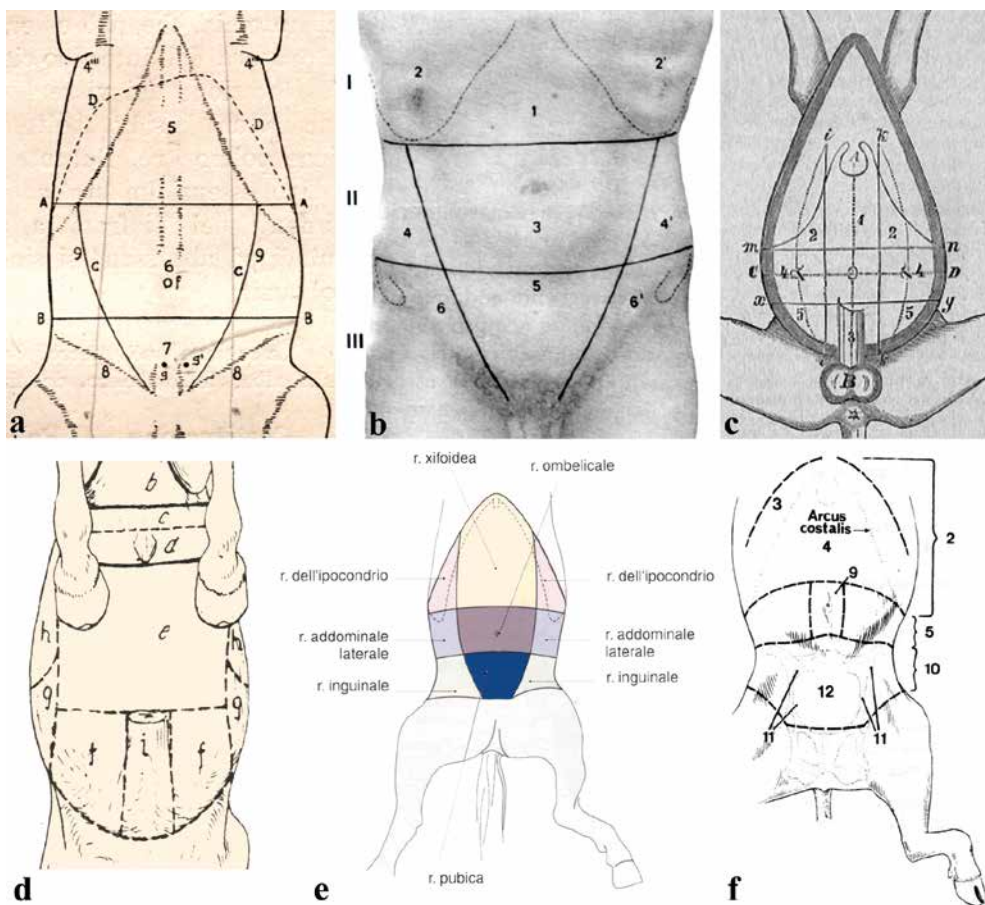 4''' 4'''
D D
5
A A
9 c c 9
6
o f
B B
7
g g'
8 8
a
I
II
III
2 2'
1
4 3 4'
5
6 6'
b
i k
1
2 1 2
m n
C 4 4 D
x y
5 3 5
B
c
b
c
d
h e h
g g
f i f
d
r. xifoidea
r. ombelicale
r. dell'ipocondrio
r. dell'ipocondrio
r. addominale
laterale
r. addominale
laterale
r. inguinale
r. inguinale
r. pubica
e
3
Arcus
costalis
4
2
9
5
10
12
11 11
f